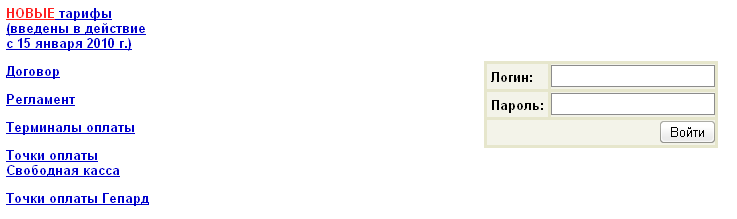 НОВЫЕ тарифы
(введены в действие
с 15 января 2010 г.)
Договор
Регламент
Терминалы оплаты
Точки оплаты
Свободная касса
Точки оплаты Гепард
Логин:
Пароль:
Войти